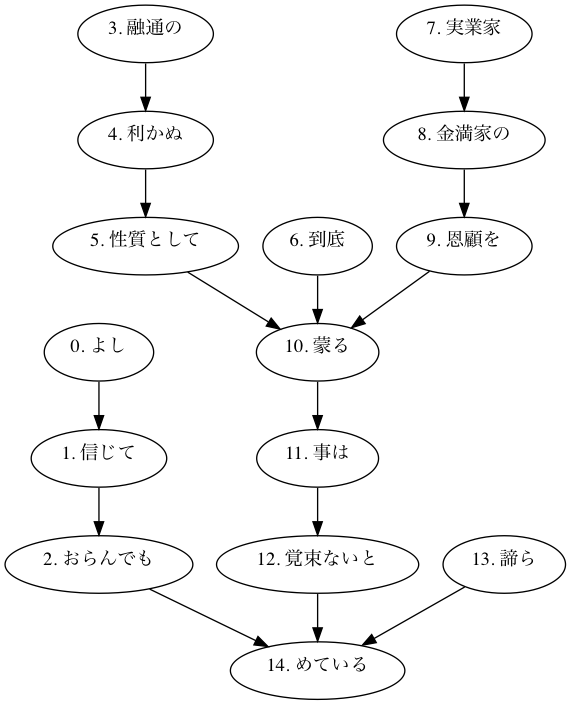 3. 融通の
7. 実業家
4. 利かぬ
8. 金満家の
5. 性質として
6. 到底
9. 恩顧を
0. よし
10. 蒙る
1. 信じて
11. 事は
2. おらんでも
12. 覚束ないと
13. 諦ら
14. めている